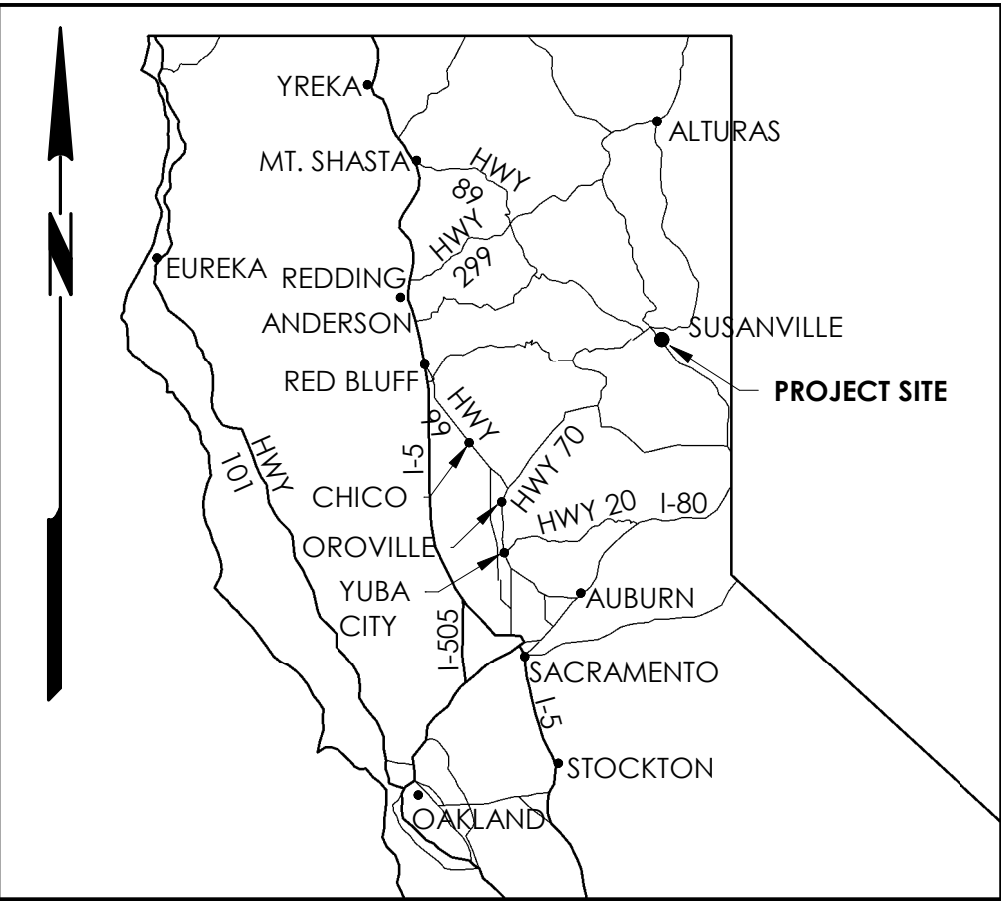 YREKA
ALTURAS
MT. SHASTA
HWY
89
HWY
299
N
EUREKA
REDDING
ANDERSON
SUSANVILLE
RED BLUFF
PROJECT SITE
HWY
99
HWY
101
I-5
HWY 70
CHICO
HWY 20
I-80
OROVILLE
YUBA
CITY
AUBURN
I-505
SACRAMENTO
I-5
STOCKTON
OAKLAND